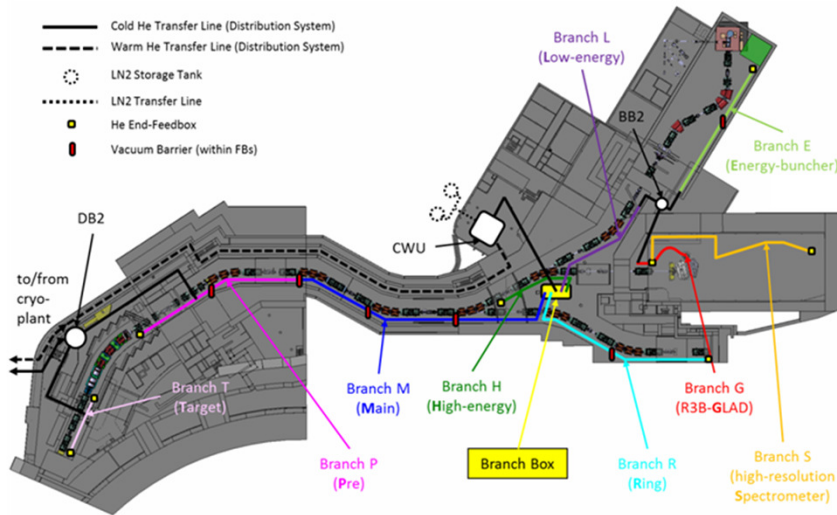 Cold He Transfer Line (Distribution System)
Warm He Transfer Line (Distribution System)
LN2 Storage Tank
LN2 Transfer Line
He End-Feedbox
Vacuum Barrier (within FBs)
Branch L
(Low-energy)
BB2
Branch E
(Energy-buncher)
DB2
CWU
to/from
cryo-
plant
Branch T
(Target)
Branch M
(Main)
Branch H
(High-energy)
Branch G
(R3B-GLAD)
Branch P
(Pre)
Branch Box
Branch R
(Ring)
Branch S
(high-resolution
Spectrometer)